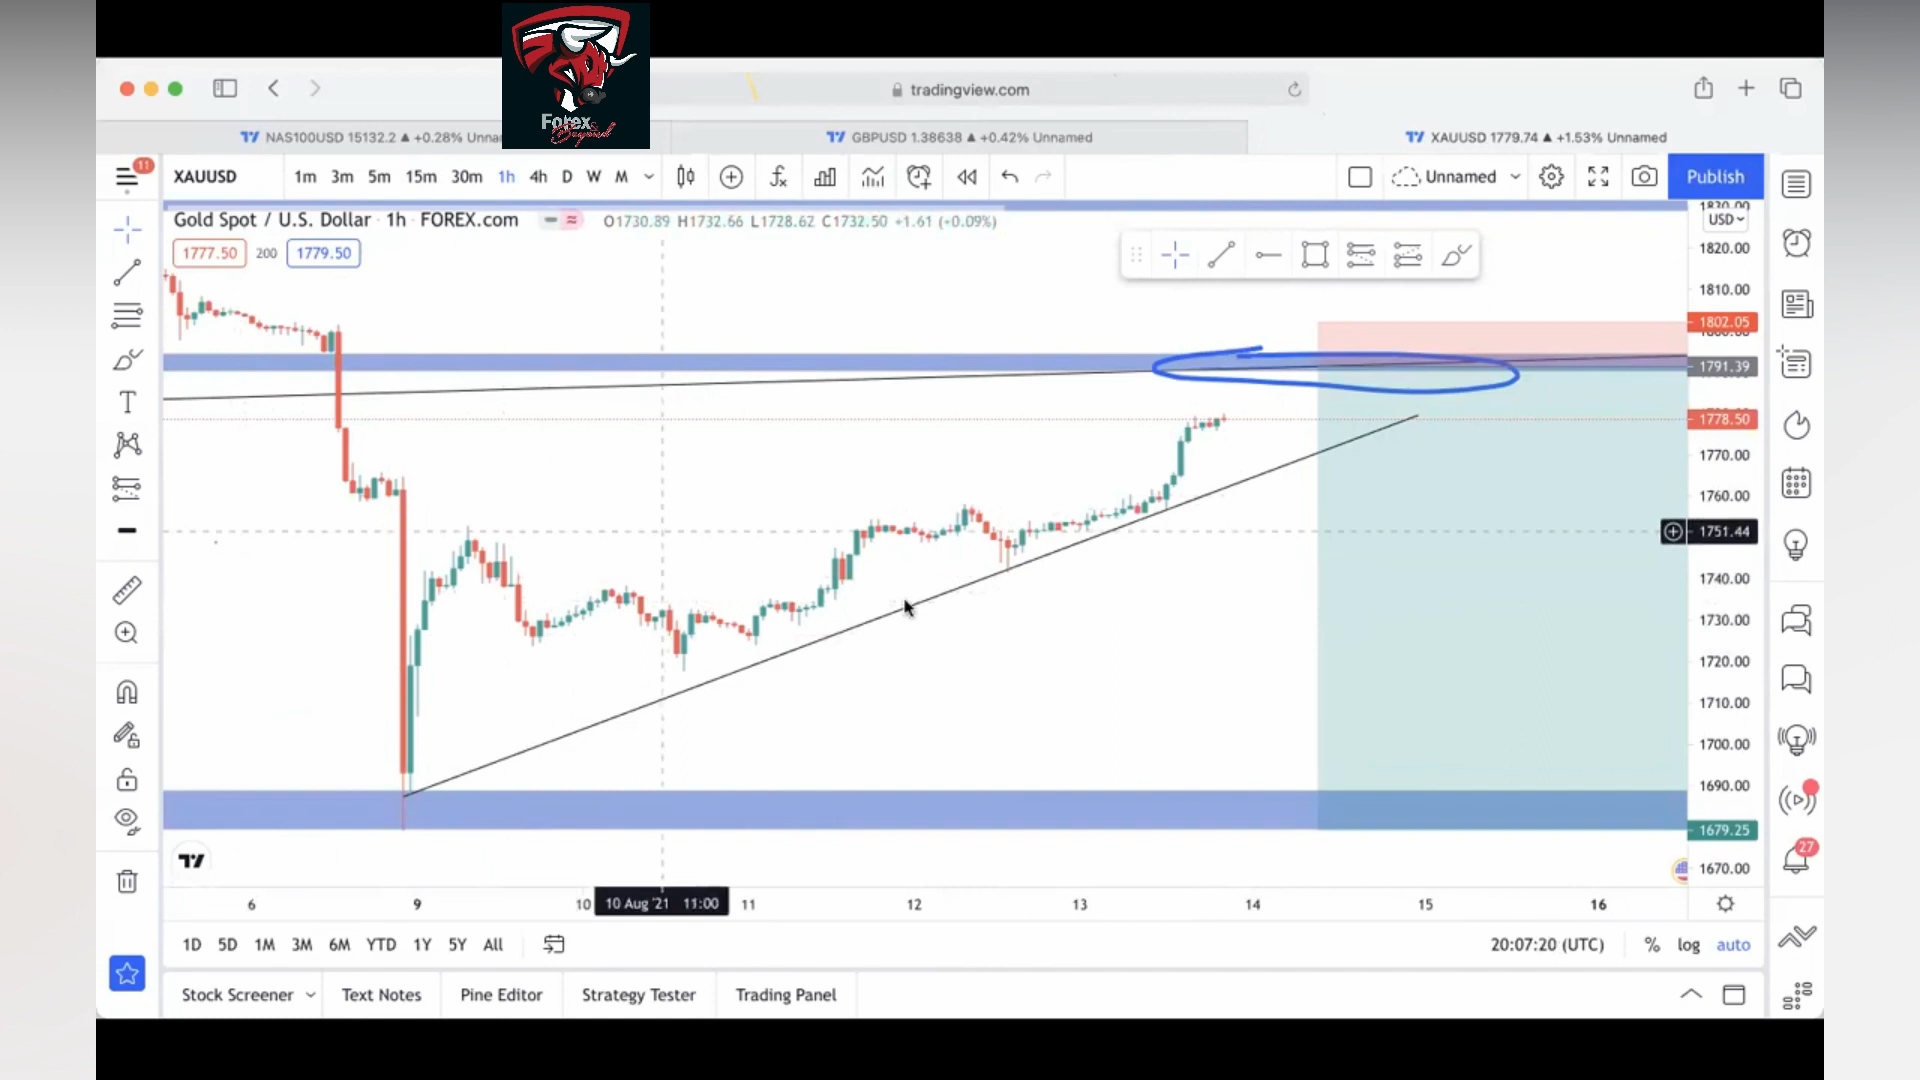 Forex
Beyond
tradingview.com
NAS100USD 15132.2 ▲ +0.28% Unna
GBPUSD 1.38638 ▲ +0.42% Unnamed
XAUUSD 1779.74 ▲ +1.53% Unnamed
11
XAUUSD 1m 3m 5m 15m 30m 1h 4h D W M Unnamed Publish
Gold Spot / U.S. Dollar · 1h · FOREX.com O1730.89 H1732.66 L1728.62 C1732.50 +1.61 (+0.09%)
1777.50 200 1779.50
USD
1830.00
1820.00
1810.00
1802.05
1791.39
1778.50
1770.00
1760.00
1751.44
1740.00
1730.00
1720.00
1710.00
1700.00
1690.00
1679.25
1670.00
27
6 9 10 10 Aug '21 11:00 11 12 13 14 15 16
1D 5D 1M 3M 6M YTD 1Y 5Y All 20:07:20 (UTC) % log auto
Stock Screener Text Notes Pine Editor Strategy Tester Trading Panel